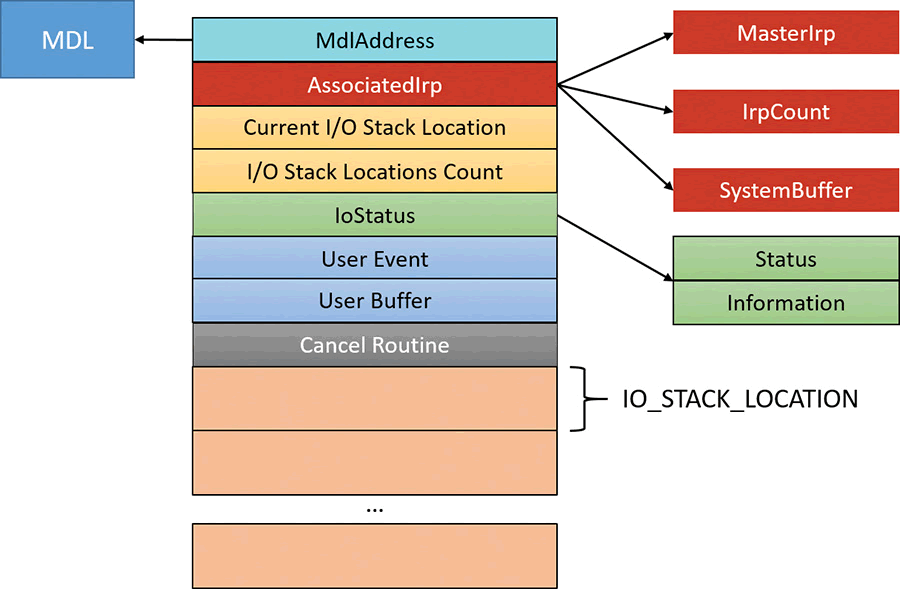 MDL
MdlAddress
AssociatedIrp
Current I/O Stack Location
I/O Stack Locations Count
IoStatus
User Event
User Buffer
Cancel Routine
...
MasterIrp
IrpCount
SystemBuffer
Status
Information
IO_STACK_LOCATION